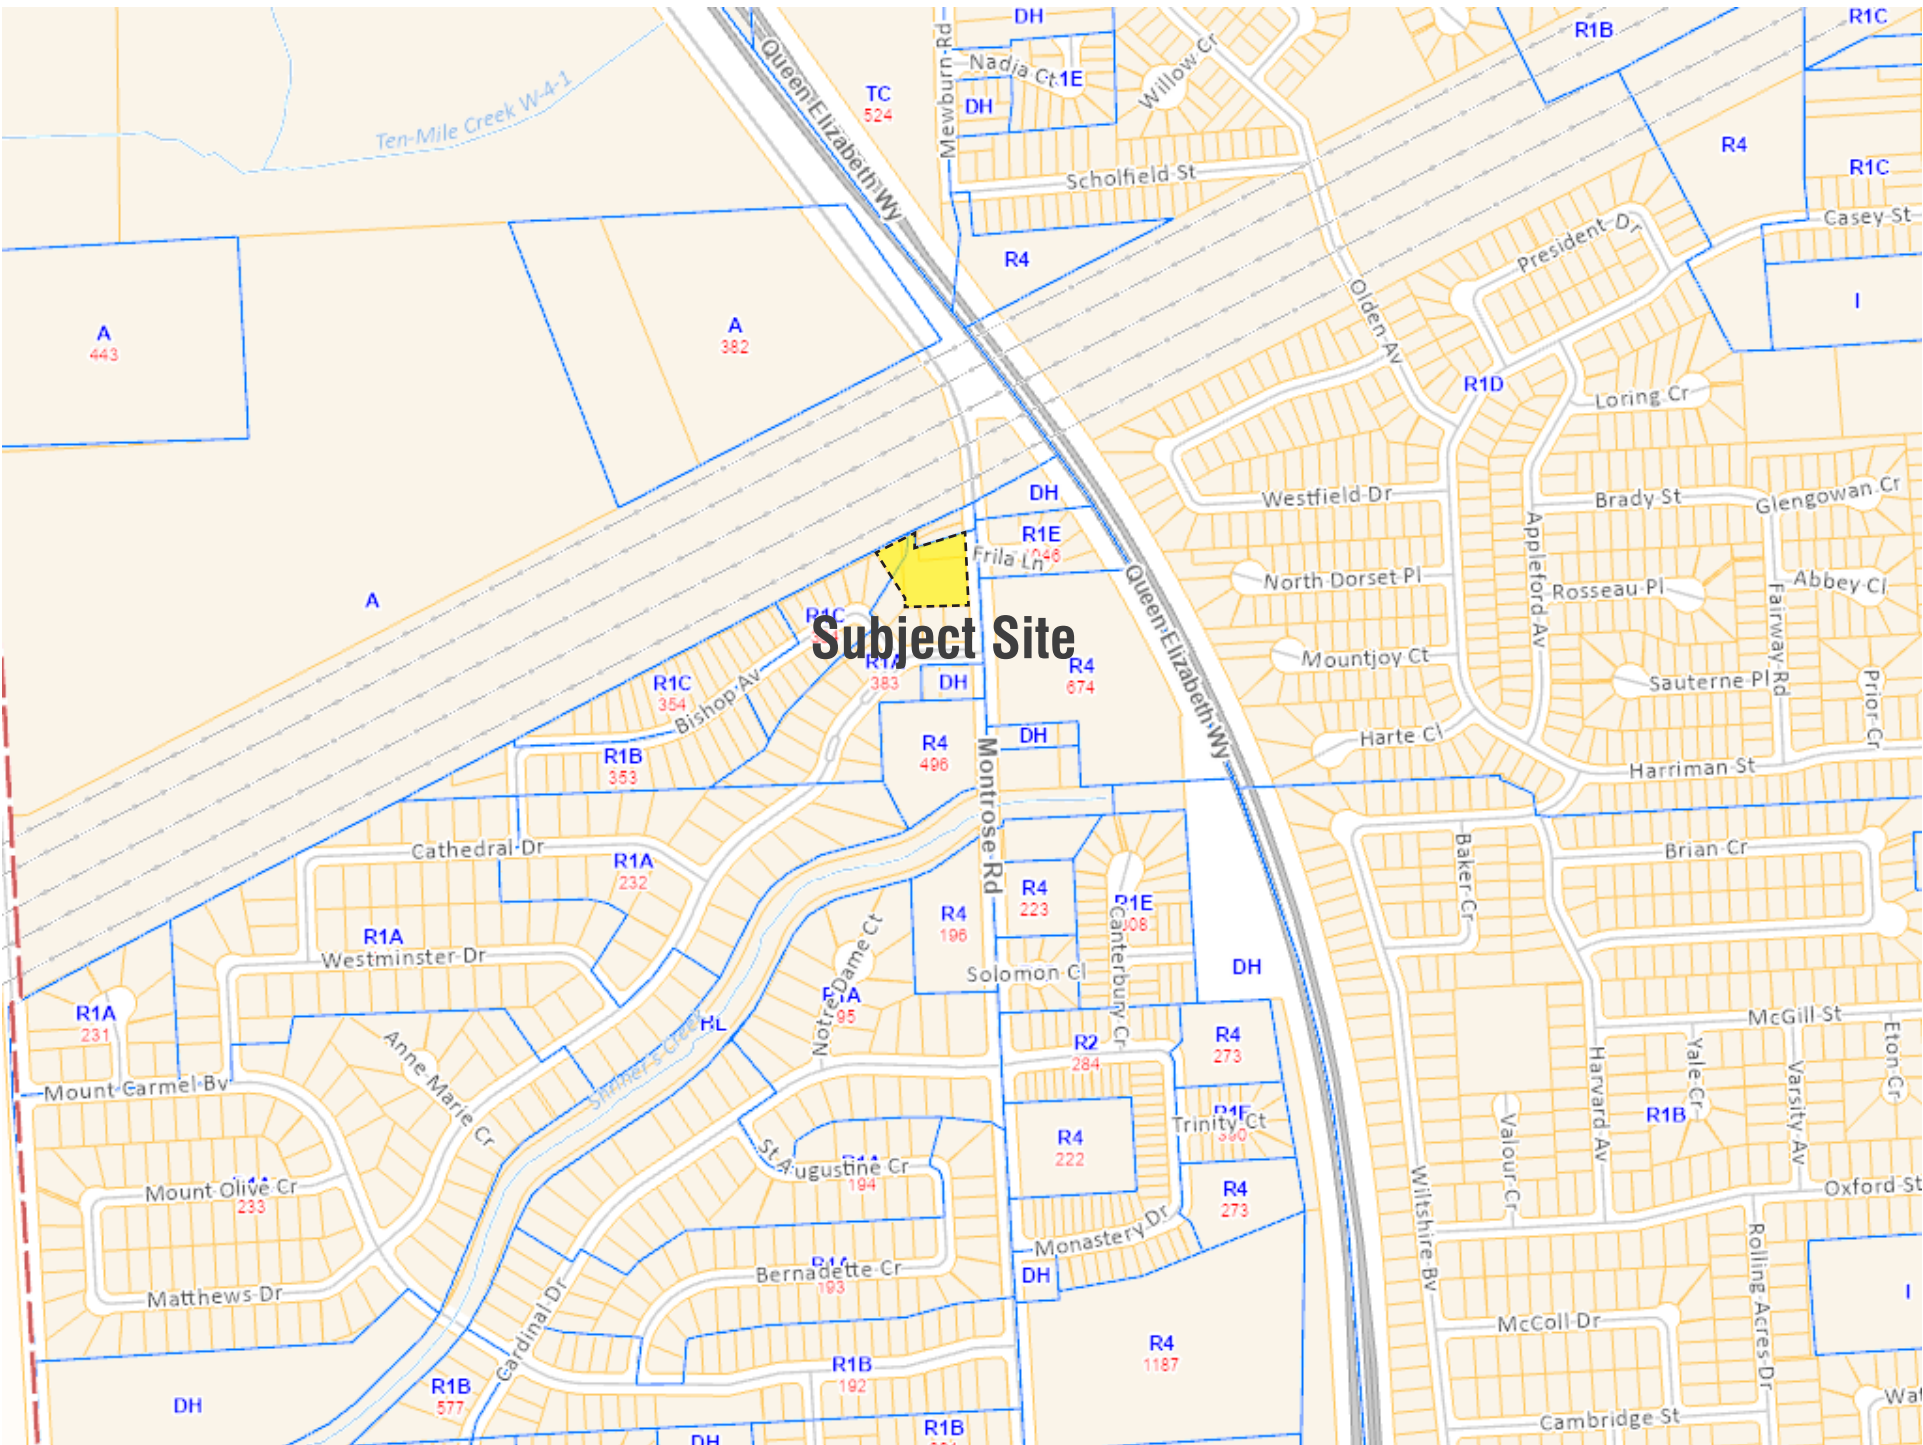 DH
R1C
R1B
Queen Elizabeth Wy
Mewburn Rd
Nadia Ct
Willow Cr
TC
524
DH
Ten-Mile Creek W-4-1
R4
R1C
Scholfield St
Casey St
President Dr
R4
Olden Av
I
A
443
A
382
R1D
Loring Cr
DH
Westfield Dr
Brady St
Glengowan Cr
Appleford Av
R1E
Frila Ln
Queen Elizabeth Wy
North Dorset Pl
Rosseau Pl
Fairway Rd
Abbey Cl
A
R1C
Subject Site
Mountjoy Ct
R1A
383
DH
R4
674
R1C
354
Bishop Av
Sauterne Pl
Prior Cr
DH
Harte Cl
R1B
353
R4
496
Montrose Rd
Harriman St
Cathedral Dr
R1A
232
Baker Cr
Brian Cr
R4
223
R1E
Canterbury Cr
R4
196
R1A
Westminster Dr
Notre Dame Ct
Solomon Cl
DH
R1A
231
R1A
95
HL
Shriner's Creek
McGill St
Anne Marie Cr
R2
284
R4
273
Harvard Av
Yale Cr
Varsity Av
Eton Cr
Mount Carmel Bv
R1B
Trinity Ct
Valour Cr
R4
222
St Augustine Cr
194
Mount Olive Cr
233
R4
273
Wiltshire Bv
Oxford St
Monastery Dr
Rolling Acres Dr
Bernadette Cr
193
DH
Matthews Dr
Cardinal Dr
I
McColl Dr
R4
1187
R1B
192
R1B
577
DH
Cambridge St
R1B
DH